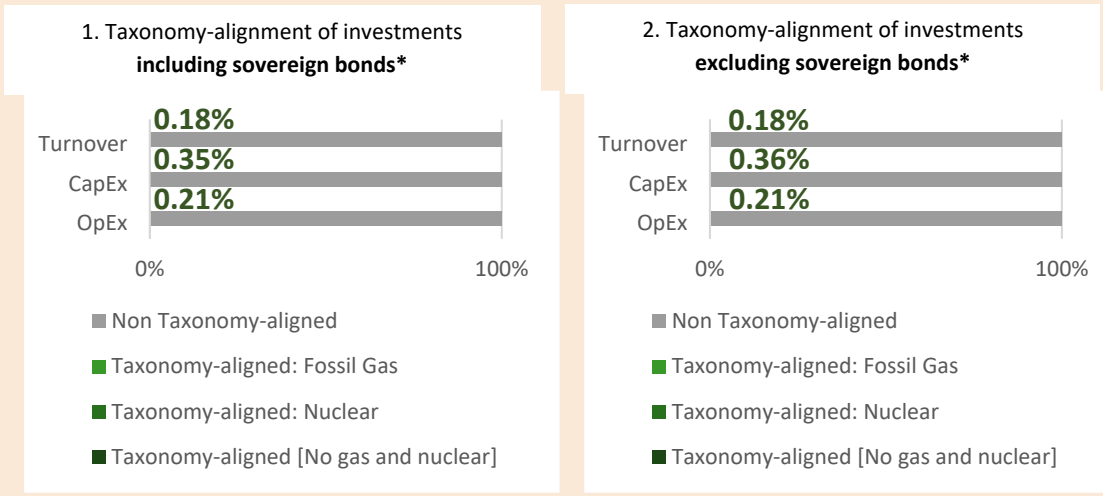 1. Taxonomy-alignment of investments
including sovereign bonds*
0.18%
Turnover
0.35%
CapEx
0.21%
OpEx
0%
100%
Non Taxonomy-aligned
Taxonomy-aligned: Fossil Gas
Taxonomy-aligned: Nuclear
Taxonomy-aligned [No gas and nuclear]
2. Taxonomy-alignment of investments
excluding sovereign bonds*
0.18%
Turnover
0.36%
CapEx
0.21%
OpEx
0%
100%
Non Taxonomy-aligned
Taxonomy-aligned: Fossil Gas
Taxonomy-aligned: Nuclear
Taxonomy-aligned [No gas and nuclear]